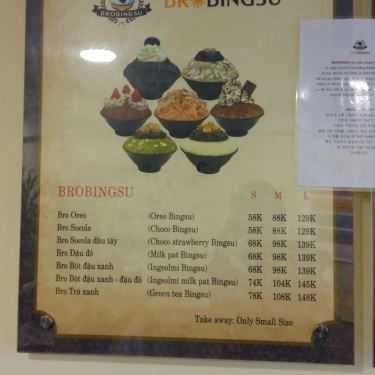 BROBINGSU
BROBINGSU
BROBINGSU S M L
Bro Oreo (Oreo Bingsu) 58K 88K 129K
Bro Socola (Choco Bingsu) 58K 88K 129K
Bro Socola dâu tây (Choco strawberry Bingsu) 68K 98K 139K
Bro Đậu đỏ (Milk pat Bingsu) 68K 98K 139K
Bro Bột đậu xanh (Ingeolmi Bingsu) 68K 98K 139K
Bro Bột đậu xanh - đậu đỏ (Ingeolmi milk pat Bingsu) 74K 104K 145K
Bro Trà xanh (Green tea Bingsu) 78K 108K 148K
Take away: Only Small Size